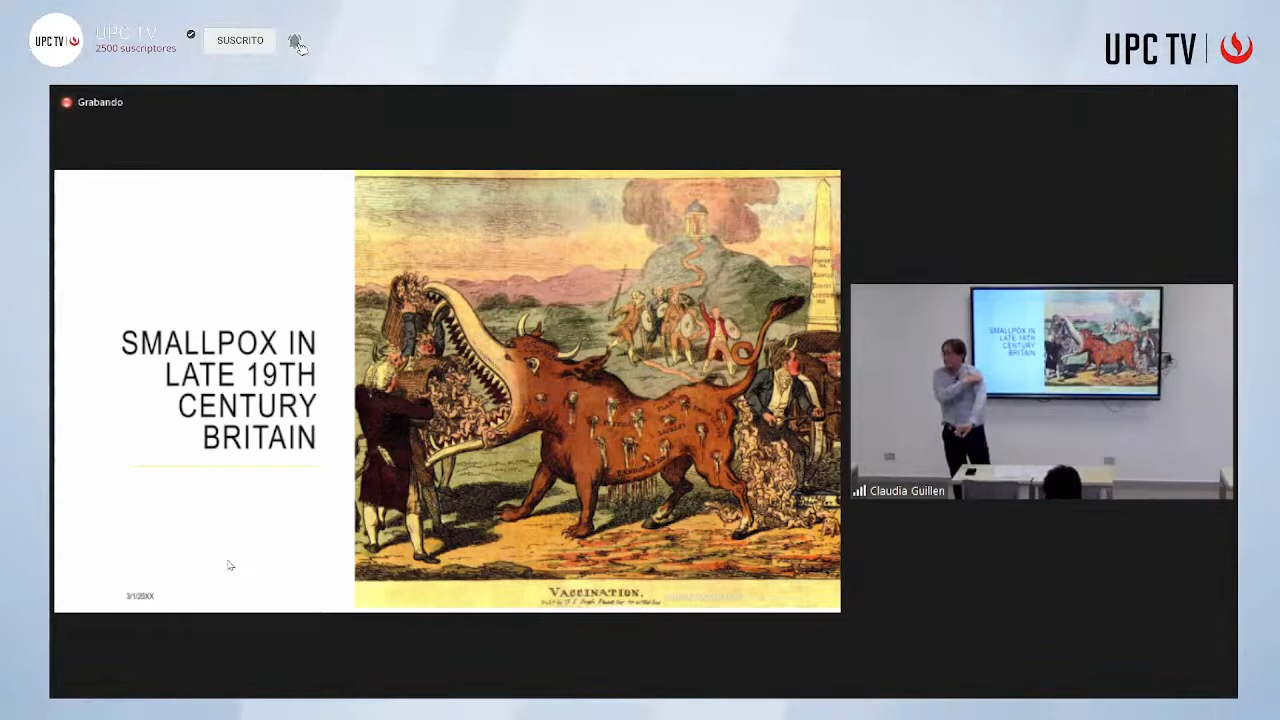 UPC TV
UPC TV
2500 suscriptores
SUSCRITO
UPC TV
Grabando
SMALLPOX IN
LATE 19TH
CENTURY
BRITAIN
3/1/20XX
VACCINATION.
SMALLPOX IN
LATE 19TH
CENTURY
BRITAIN
Claudia Guillen